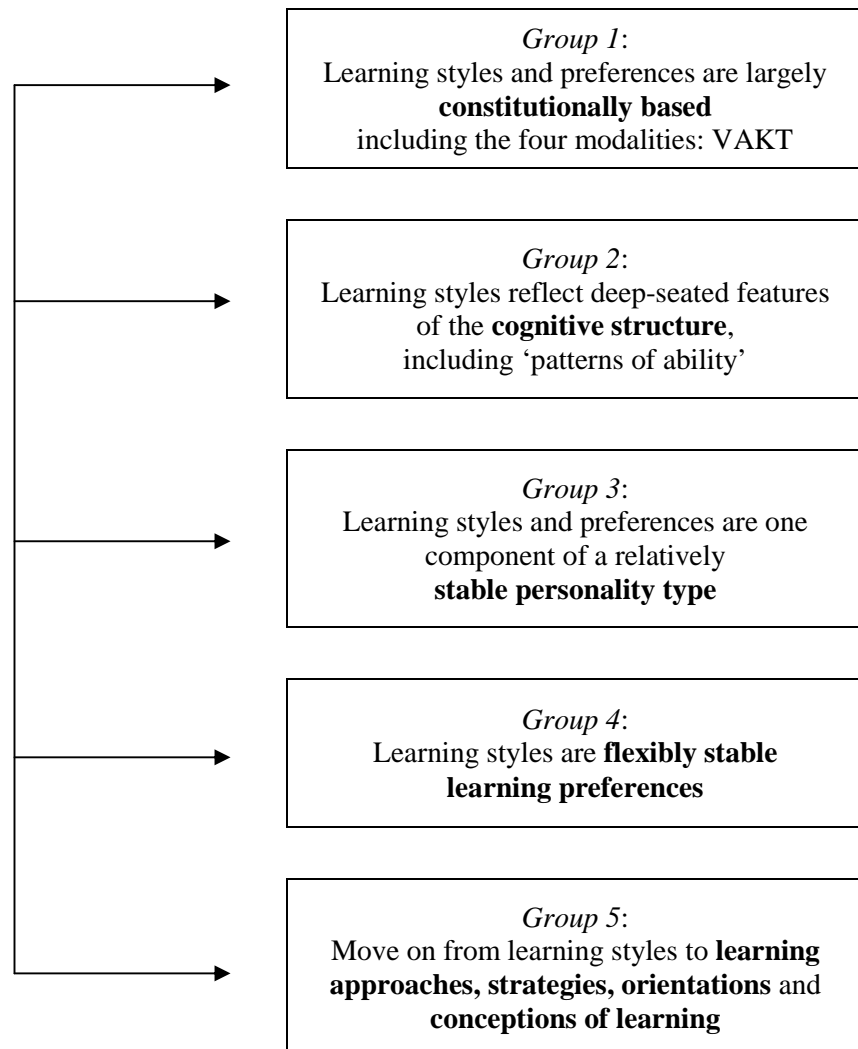 Group 1:
Learning styles and preferences are largely
constitutionally based
including the four modalities: VAKT
Group 2:
Learning styles reflect deep-seated features
of the cognitive structure,
including ‘patterns of ability’
Group 3:
Learning styles and preferences are one
component of a relatively
stable personality type
Group 4:
Learning styles are flexibly stable
learning preferences
Group 5:
Move on from learning styles to learning
approaches, strategies, orientations and
conceptions of learning